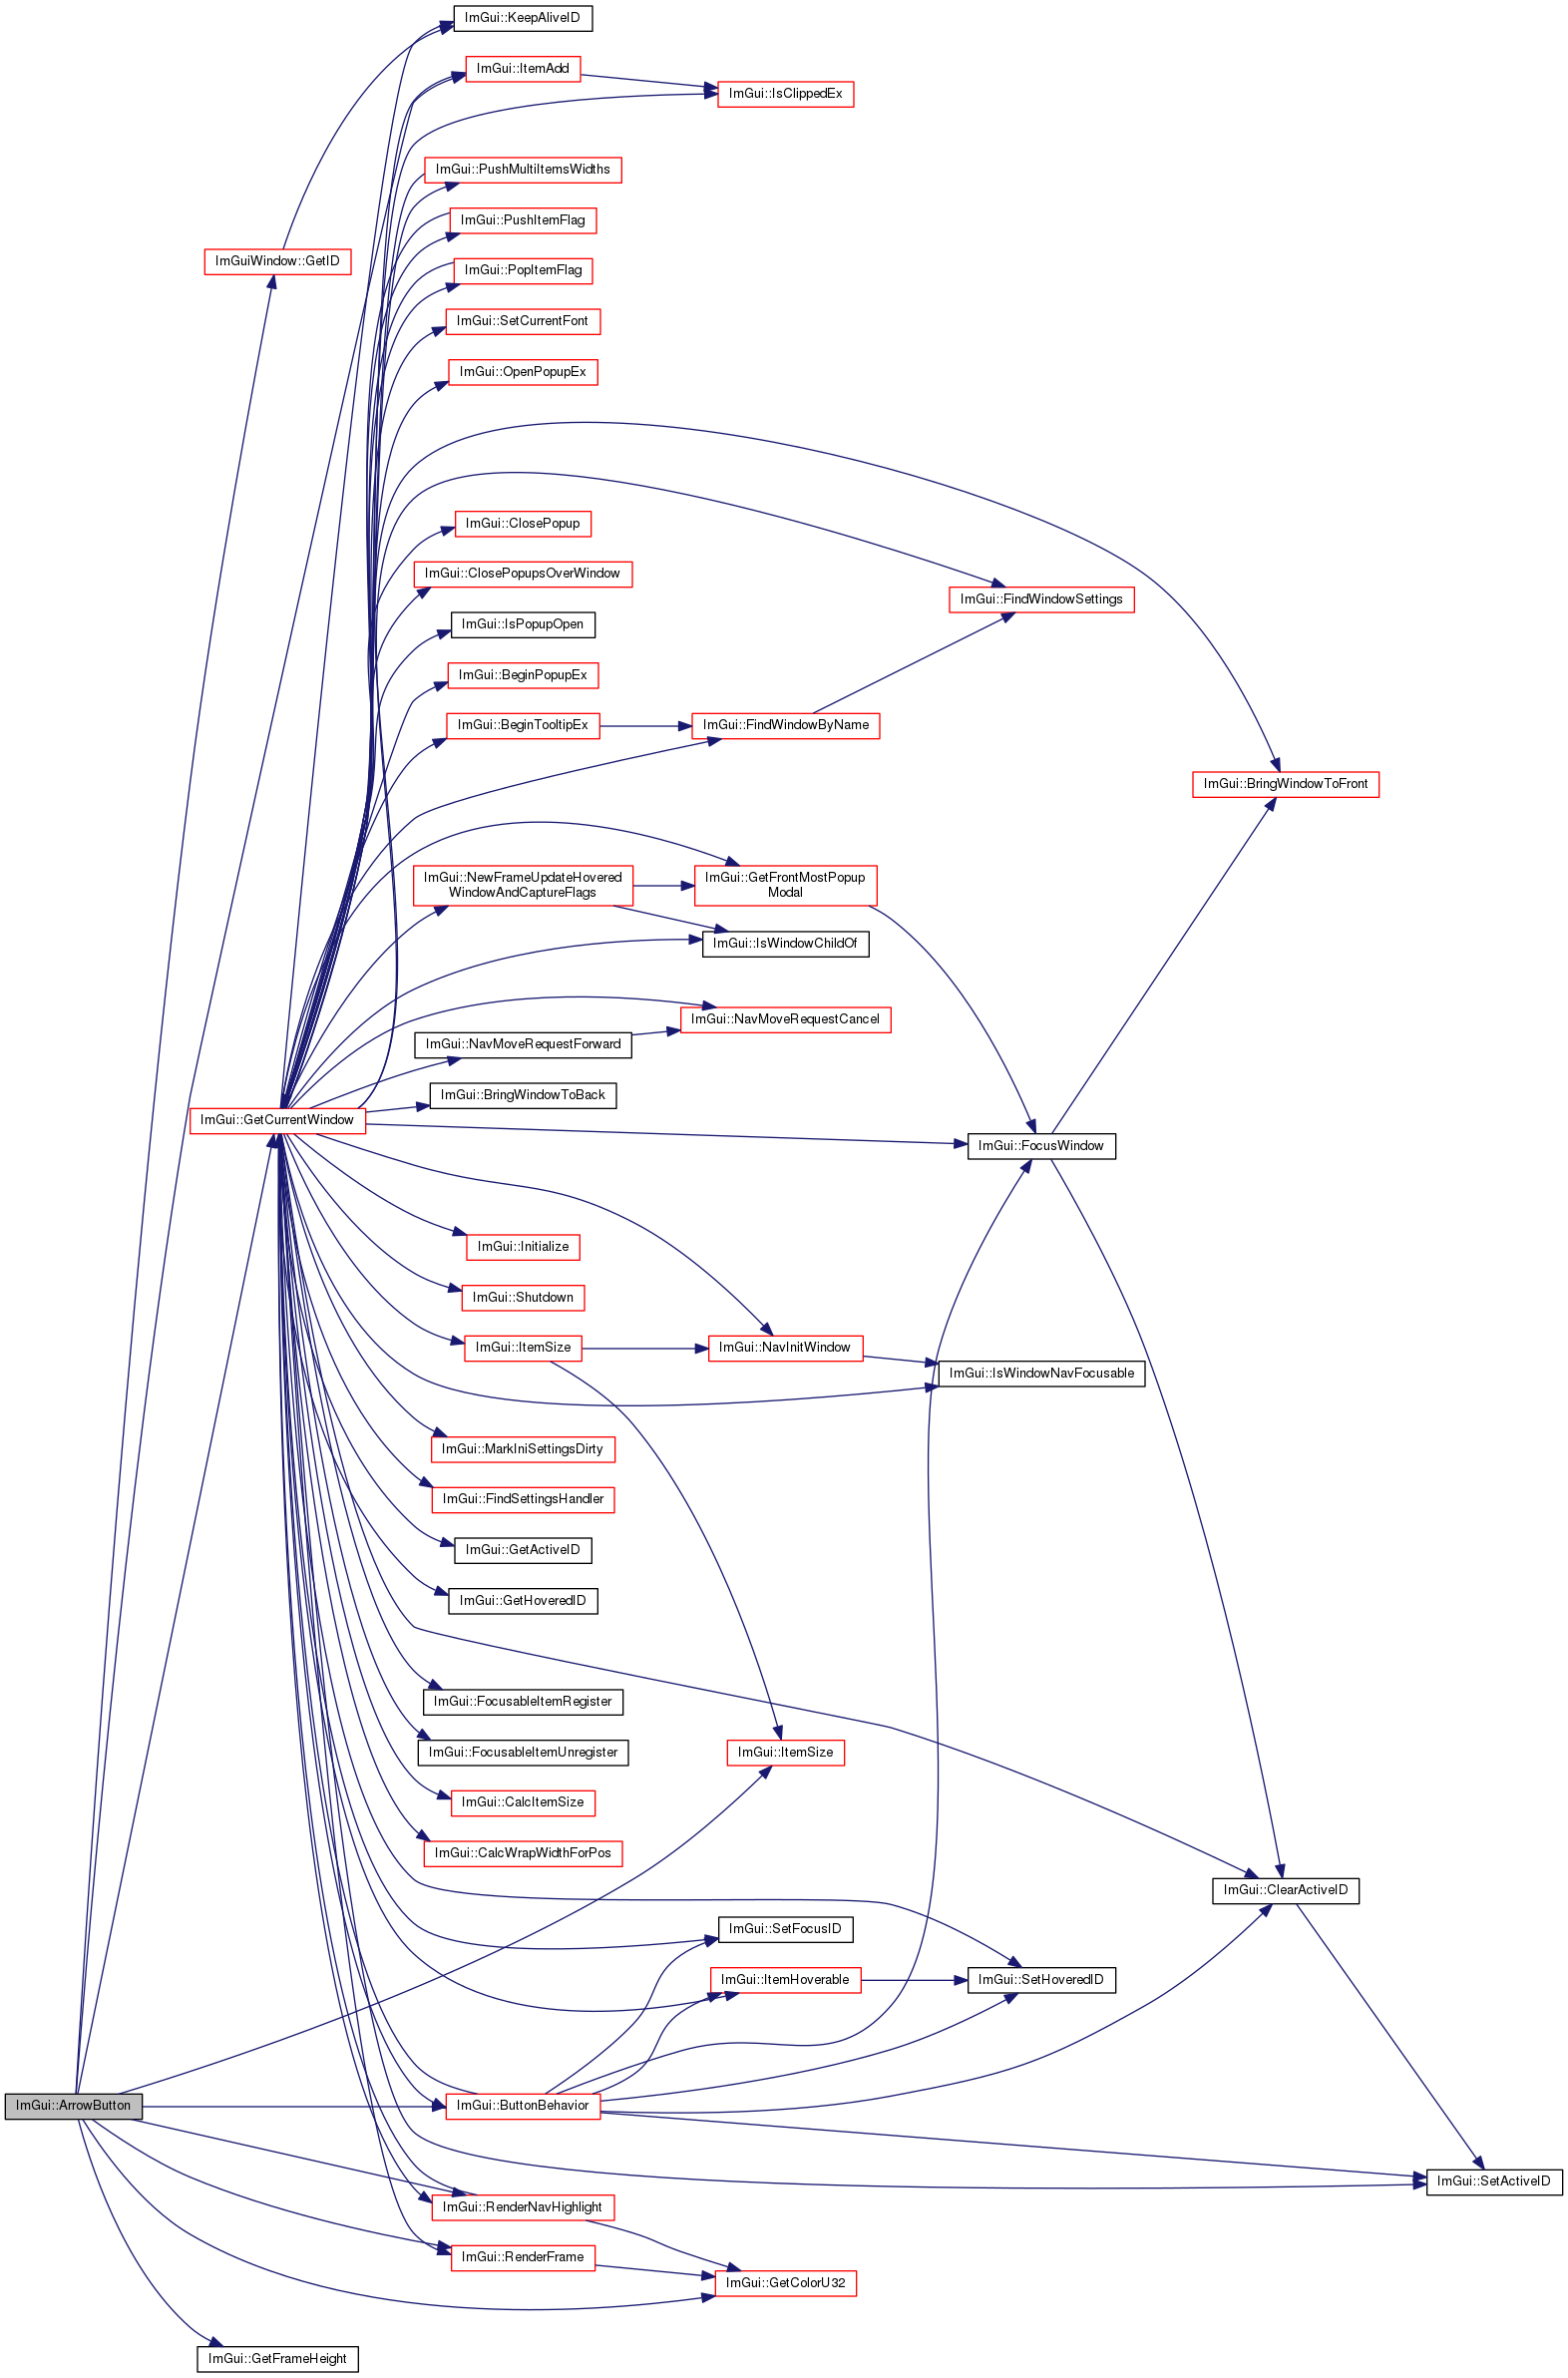 ImGui::KeepAliveID
ImGui::ItemAdd
ImGui::IsClippedEx
ImGui::PushMultiItemsWidths
ImGui::PushItemFlag
ImGuiWindow::GetID
ImGui::PopItemFlag
ImGui::SetCurrentFont
ImGui::OpenPopupEx
ImGui::ClosePopup
ImGui::ClosePopupsOverWindow
ImGui::FindWindowSettings
ImGui::IsPopupOpen
ImGui::BeginPopupEx
ImGui::BeginTooltipEx
ImGui::FindWindowByName
ImGui::BringWindowToFront
ImGui::NewFrameUpdateHovered
WindowAndCaptureFlags
ImGui::GetFrontMostPopup
Modal
ImGui::IsWindowChildOf
ImGui::NavMoveRequestCancel
ImGui::NavMoveRequestForward
ImGui::BringWindowToBack
ImGui::GetCurrentWindow
ImGui::FocusWindow
ImGui::Initialize
ImGui::Shutdown
ImGui::ItemSize
ImGui::NavInitWindow
ImGui::IsWindowNavFocusable
ImGui::MarkIniSettingsDirty
ImGui::FindSettingsHandler
ImGui::GetActiveID
ImGui::GetHoveredID
ImGui::FocusableItemRegister
ImGui::FocusableItemUnregister
ImGui::ItemSize
ImGui::CalcItemSize
ImGui::CalcWrapWidthForPos
ImGui::ClearActiveID
ImGui::SetFocusID
ImGui::ItemHoverable
ImGui::SetHoveredID
ImGui::ArrowButton
ImGui::ButtonBehavior
ImGui::SetActiveID
ImGui::RenderNavHighlight
ImGui::RenderFrame
ImGui::GetColorU32
ImGui::GetFrameHeight